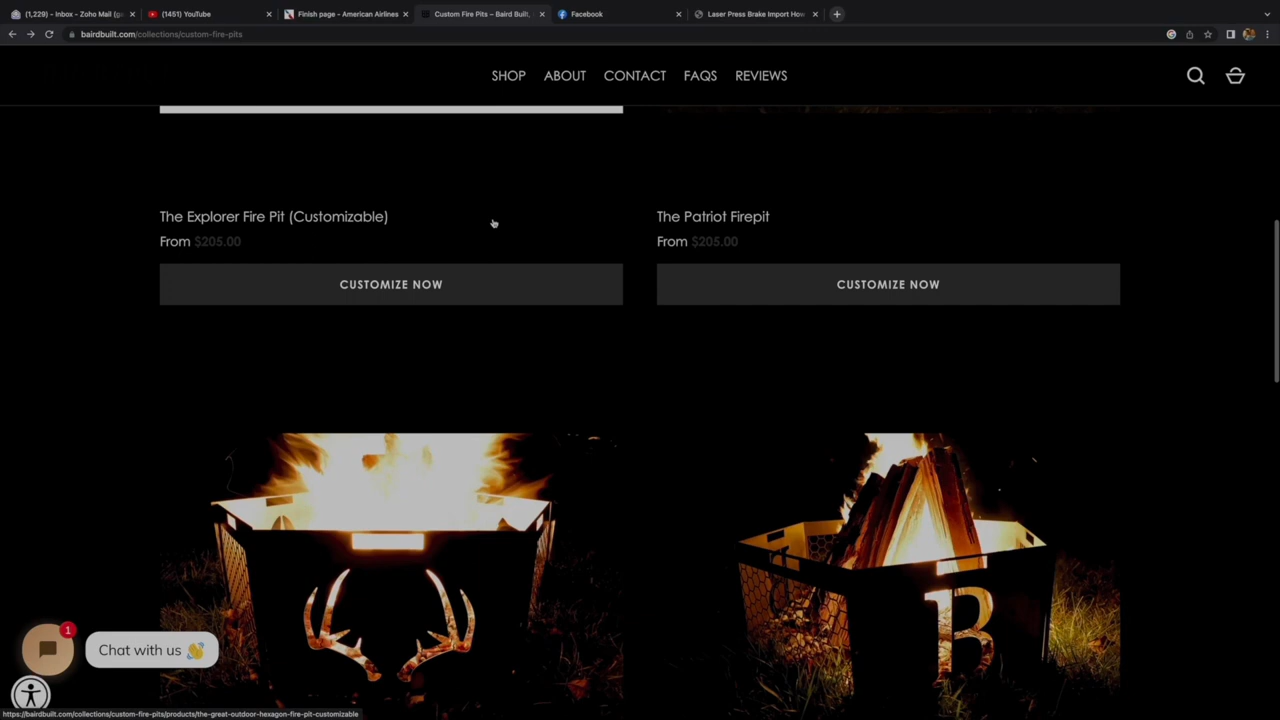 (1,229) - Inbox - Zoho Mail (ga
(1451) YouTube
Finish page - American Airlines
Custom Fire Pits – Baird Built,
Facebook
Laser Press Brake Import How
bairdbuilt.com/collections/custom-fire-pits
SHOP ABOUT CONTACT FAQS REVIEWS
The Explorer Fire Pit (Customizable)
From $205.00
CUSTOMIZE NOW
The Patriot Firepit
From $205.00
CUSTOMIZE NOW
B
1
Chat with us 👋
https://bairdbuilt.com/collections/custom-fire-pits/products/the-great-outdoor-hexagon-fire-pit-customizable